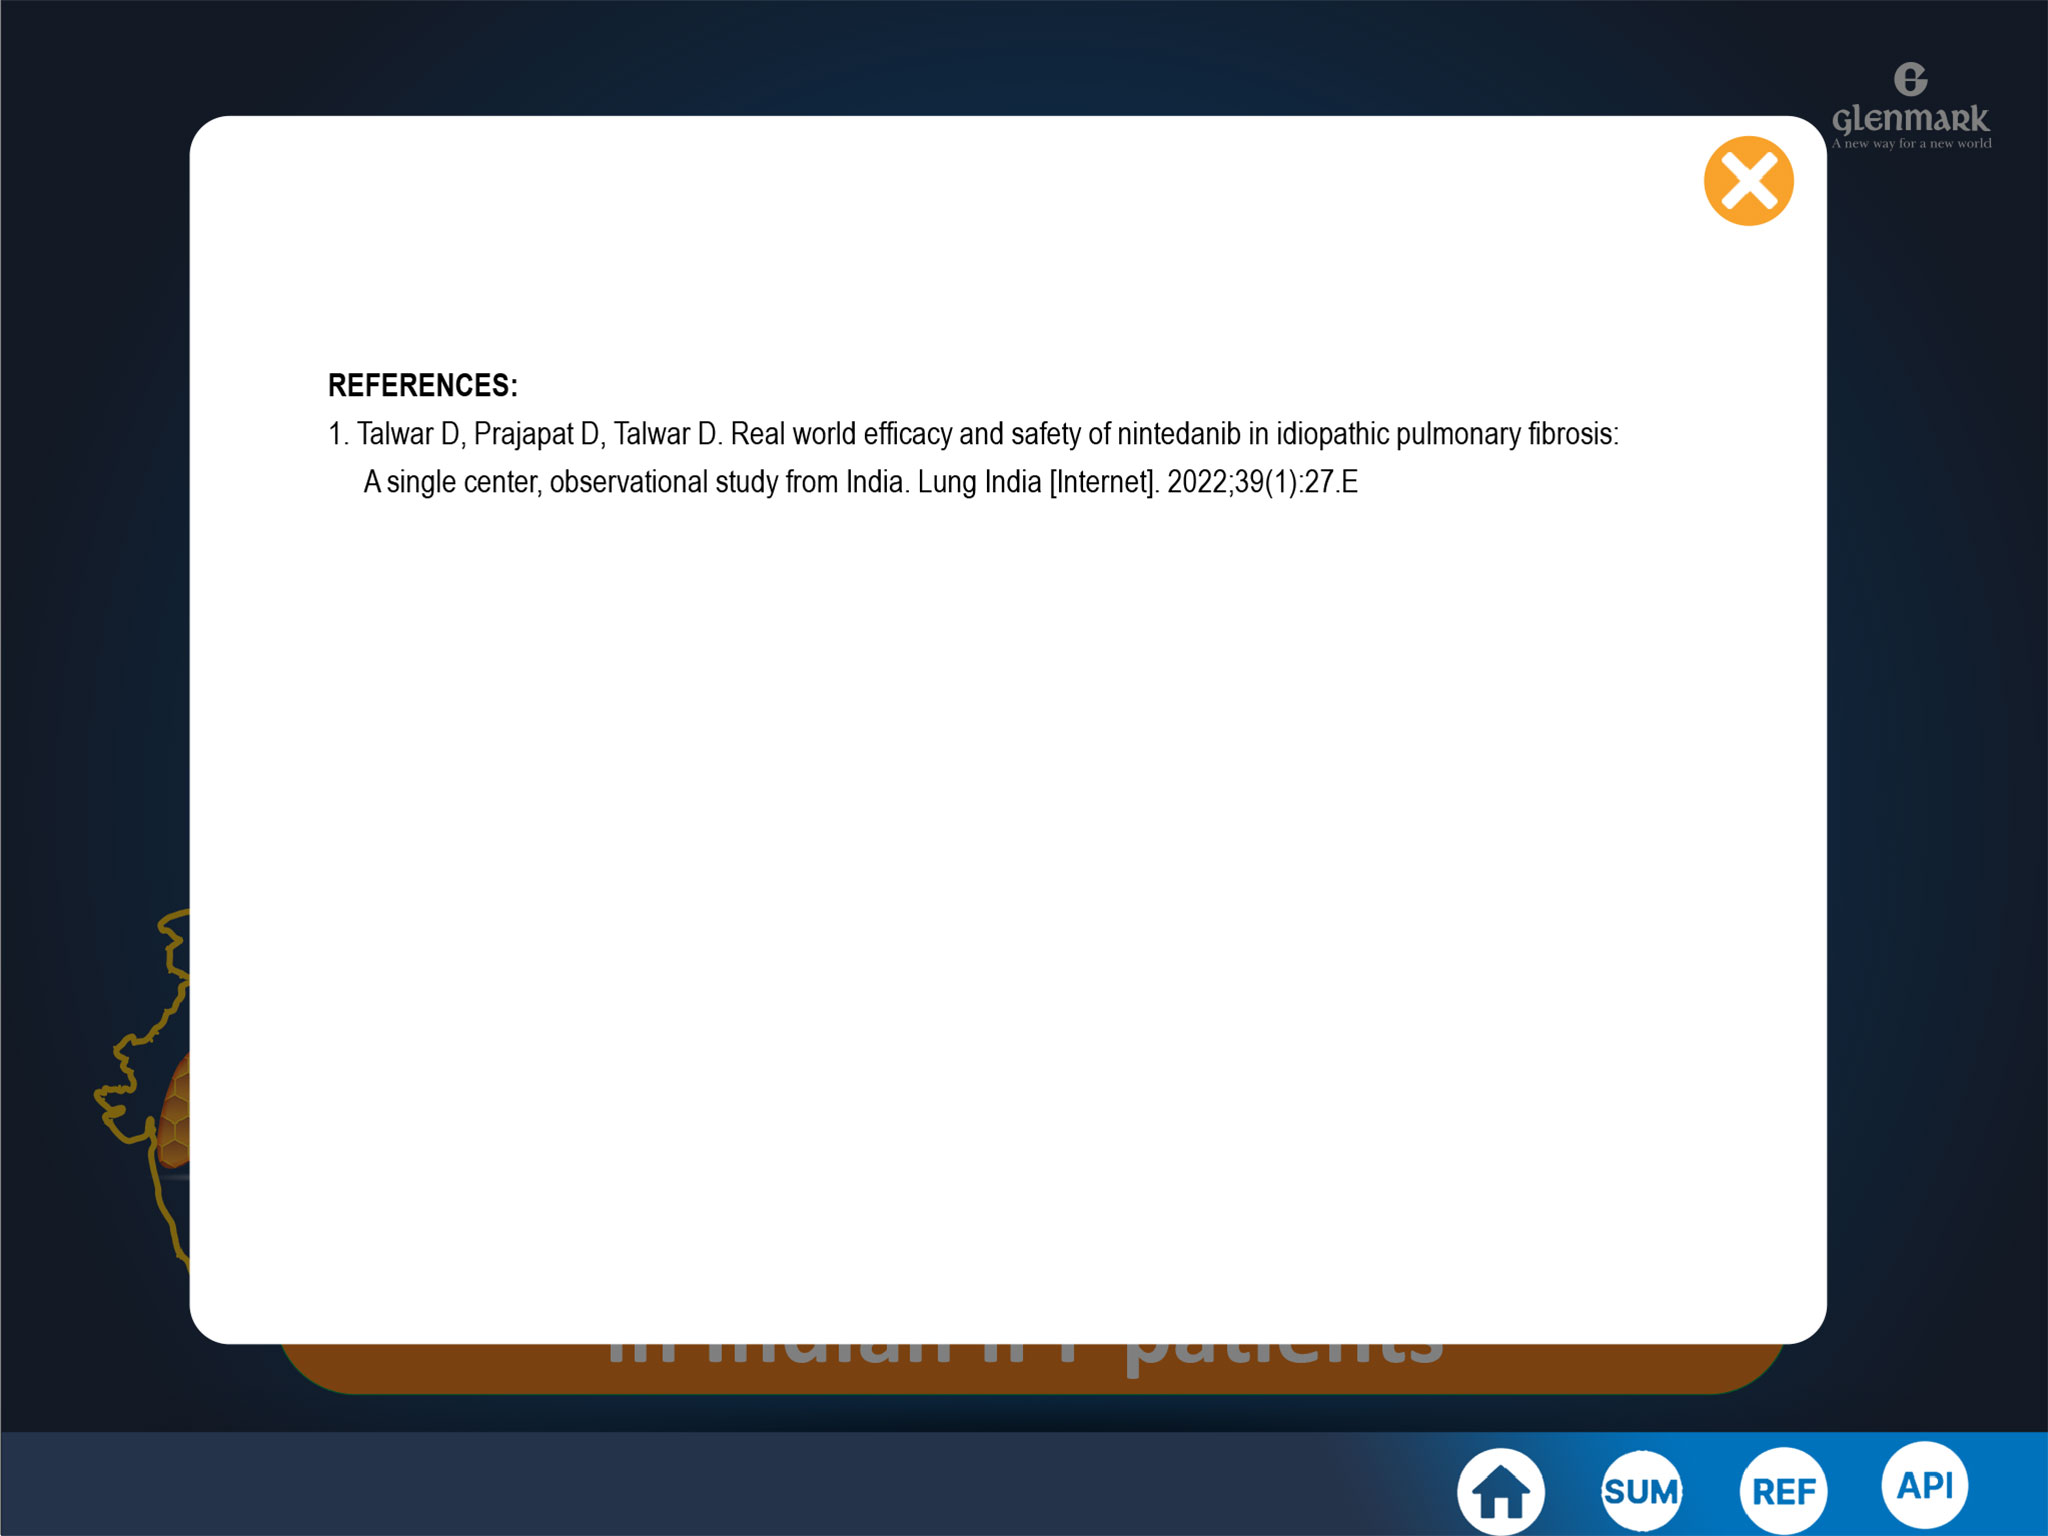 glenmark
A new way for a new world
REFERENCES:
1. Talwar D, Prajapat D, Talwar D. Real world efficacy and safety of nintedanib in idiopathic pulmonary fibrosis:
A single center, observational study from India. Lung India [Internet]. 2022;39(1):27.E
in Indian IPF patients
SUM
REF
API